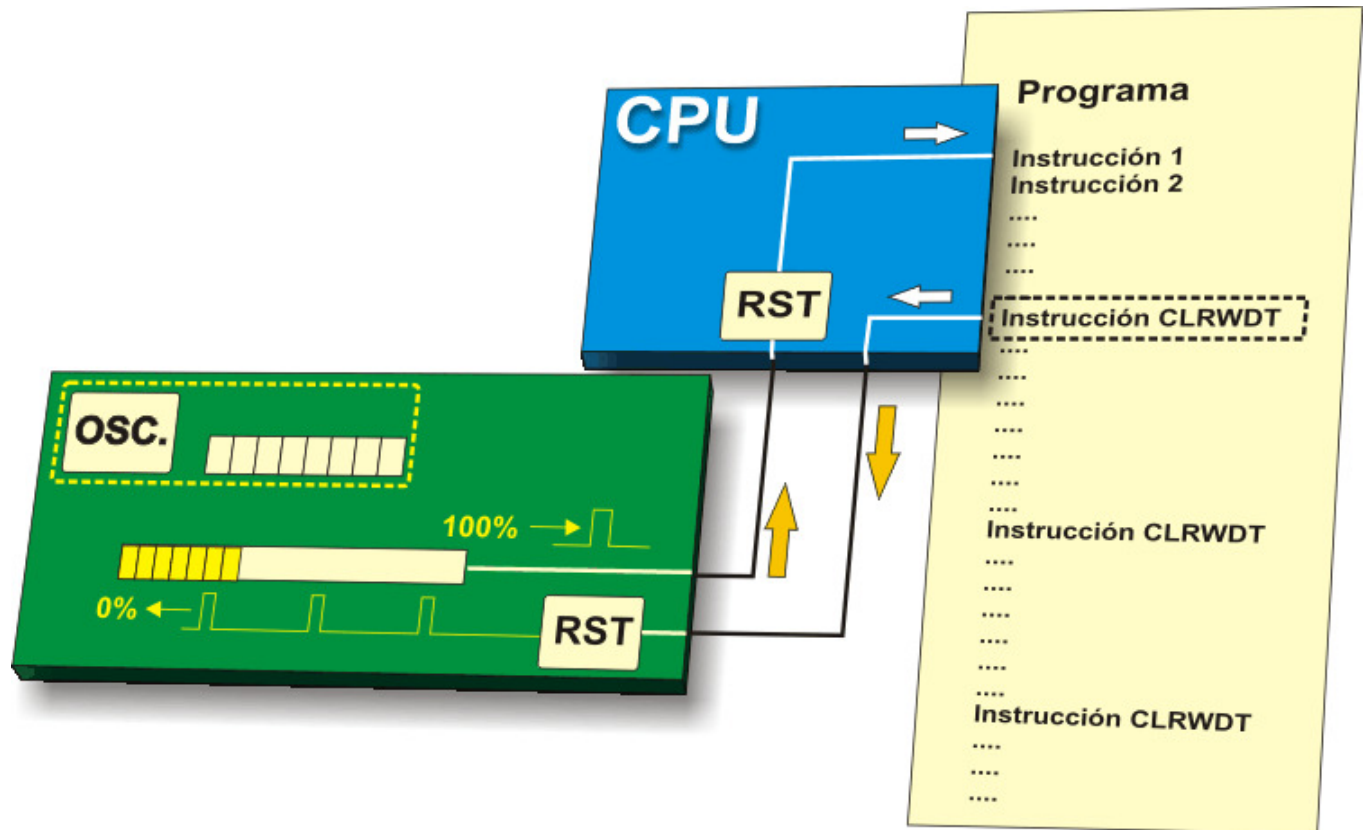 CPU
RST
Programa
Instrucción 1
Instrucción 2
....
....
....
Instrucción CLRWDT
....
....
....
....
....
....
....
Instrucción CLRWDT
....
....
....
....
....
....
Instrucción CLRWDT
....
....
....
OSC.
100%
0%
RST